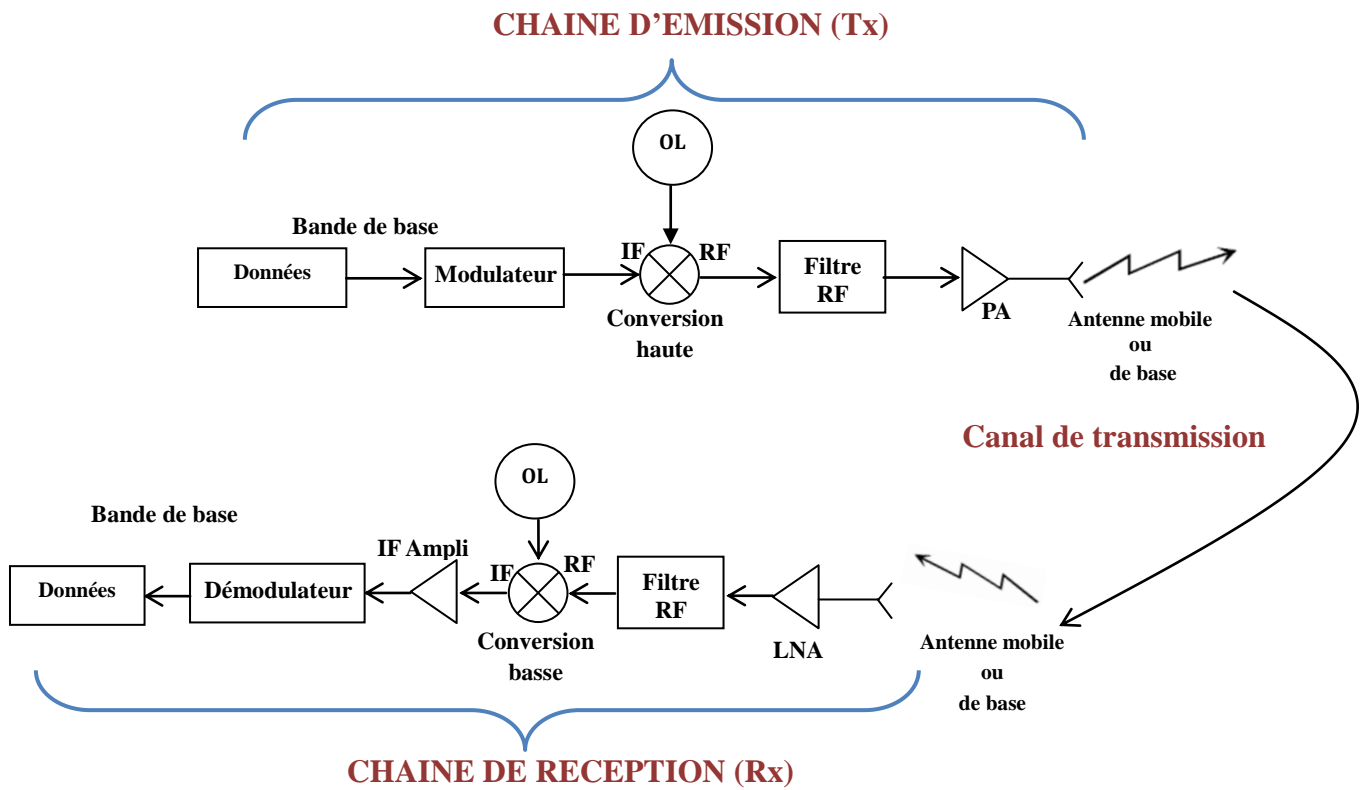 CHAINE D'EMISSION (Tx)
OL
Bande de base
Données
Modulateur
IF
RF
Conversion
haute
Filtre
RF
PA
Antenne mobile
ou
de base
Canal de transmission
OL
Bande de base
Données
Démodulateur
IF Ampli
IF
RF
Conversion
basse
Filtre
RF
LNA
Antenne mobile
ou
de base
CHAINE DE RECEPTION (Rx)